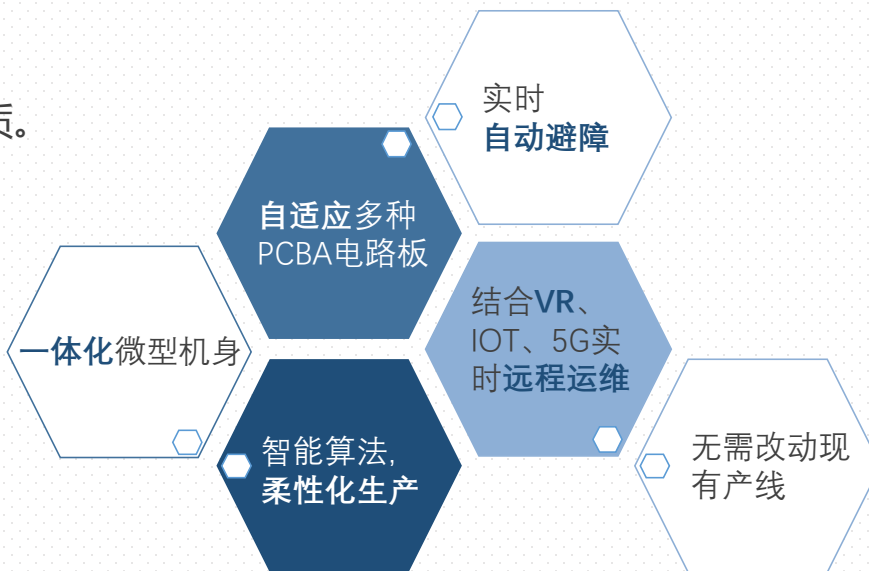 质。
实时
自动避障
自适应多种
PCBA电路板
结合VR、
IOT、5G实
时远程运维
一体化微型机身
智能算法,
柔性化生产
无需改动现
有产线